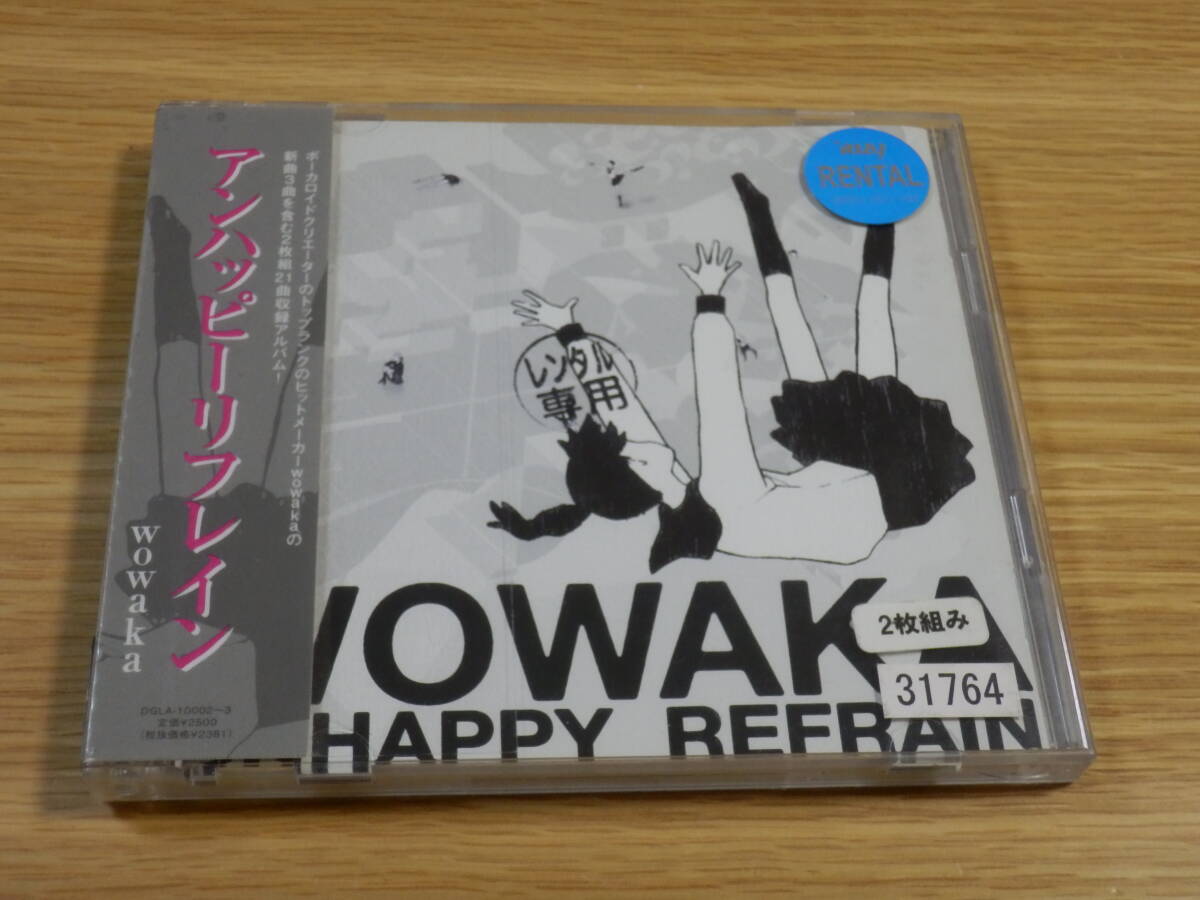 アンハッピーリフレイン
wowaka
ボーカロイドクリエーターのトップランクのヒットメーカーwowakaの
新曲3曲を含む2枚組21曲収録アルバム！
DGLA-10002〜3
定価¥2500
(税抜価格¥2381)
RENTAL
レンタル
専用
WOWAKA
2枚組み
31764
HAPPY REFRAIN